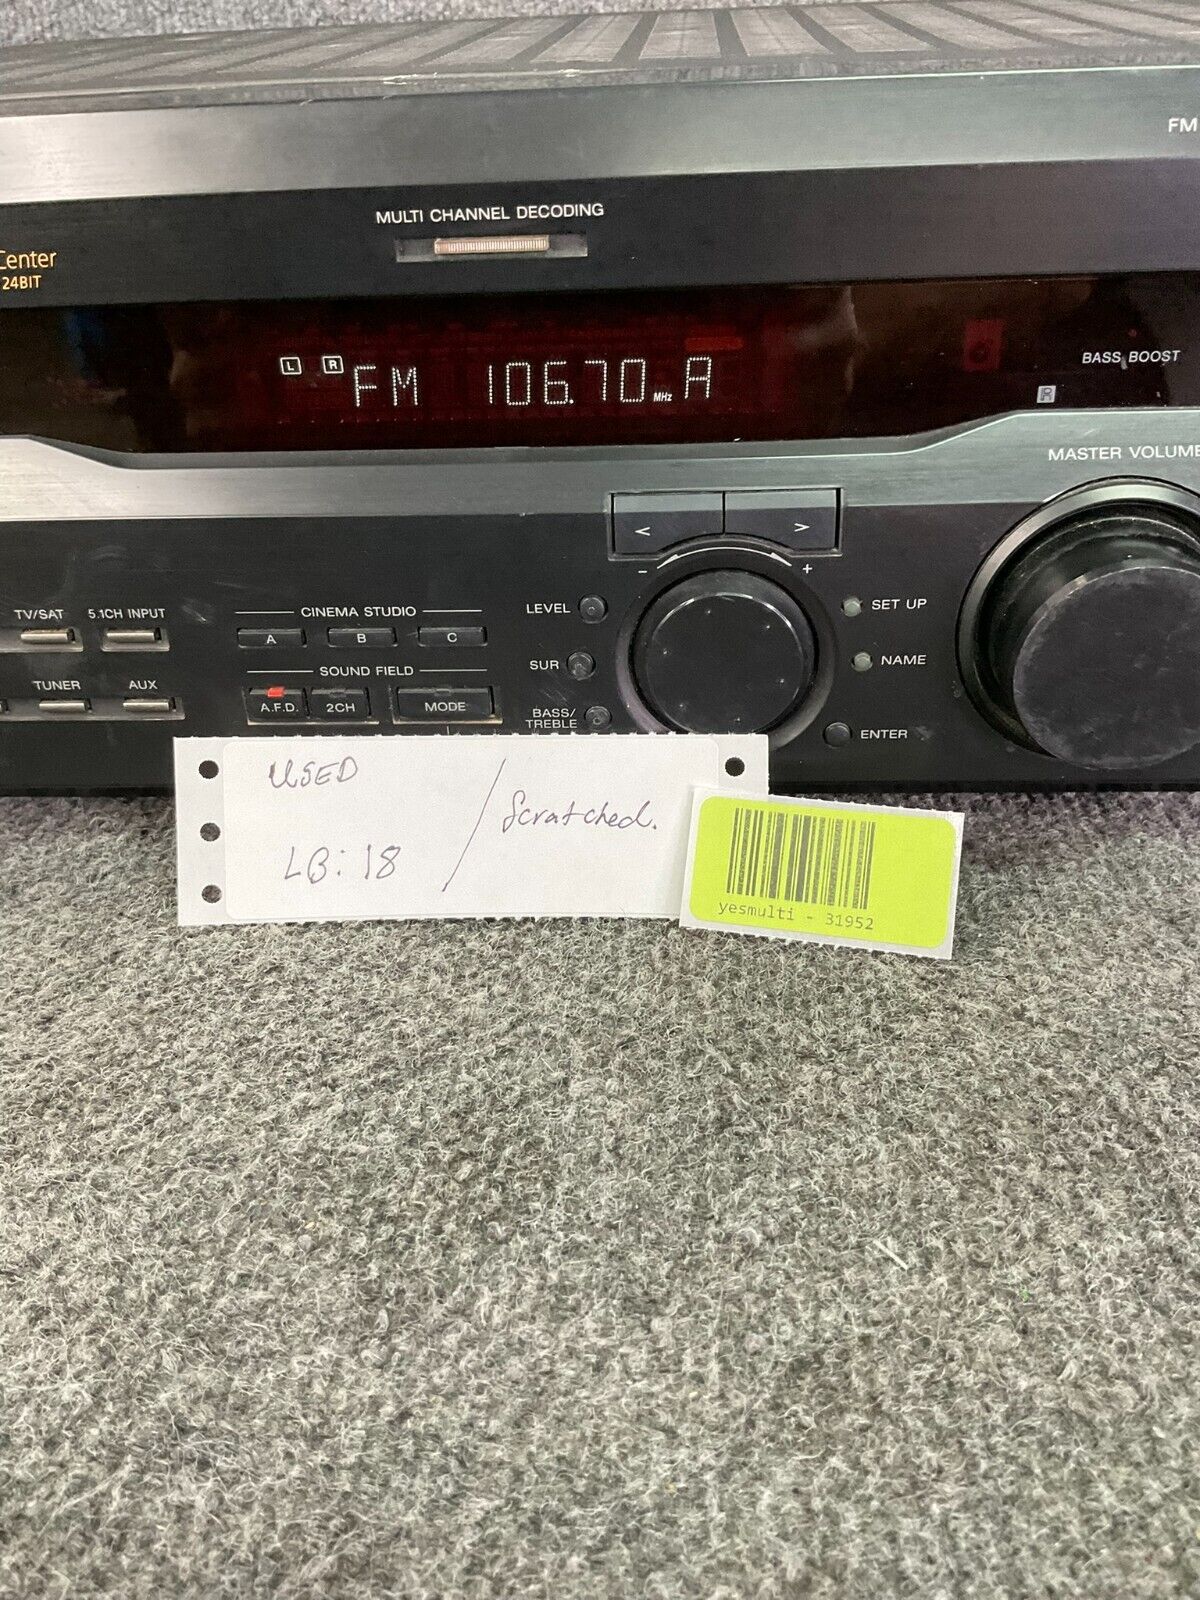 FM
MULTI CHANNEL DECODING
Center
24BIT
L R FM 106.70 MHz A
BASS BOOST
MASTER VOLUME
< >
- +
TV/SAT 5.1CH INPUT
CINEMA STUDIO
A B C
LEVEL
SET UP
SOUND FIELD
SUR
NAME
TUNER AUX
A.F.D. 2CH MODE
BASS/
TREBLE
ENTER
USED / Scratched.
LB: 18
yesmulti - 31952